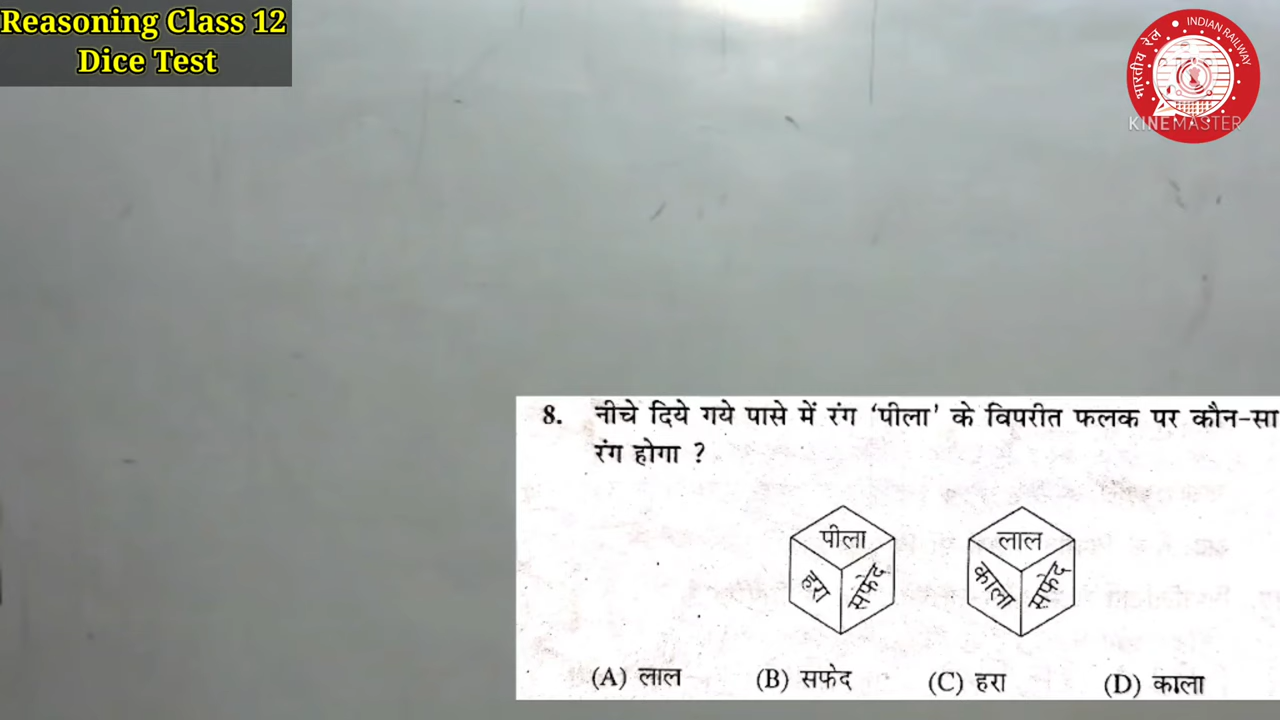 Reasoning Class 12
Dice Test
भारतीय रेल INDIAN RAILWAY
KINEMASTER
8. नीचे दिये गये पासे में रंग 'पीला' के विपरीत फलक पर कौन-सा
रंग होगा ?
पीला
हरा
सफेद
लाल
काला
सफेद
(A) लाल (B) सफेद (C) हरा (D) काला